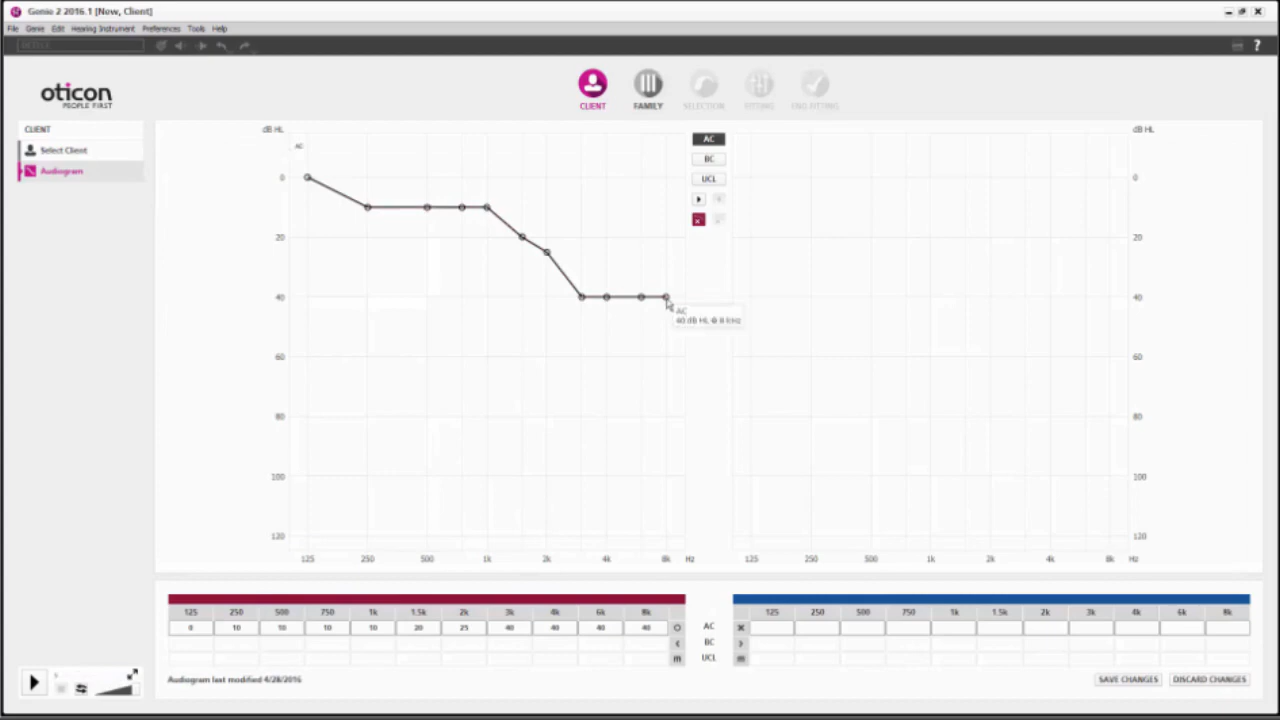 Genie 2 2016.1 [New, Client]
File Genie Edit Hearing Instrument Preferences Tools Help
?
oticon
PEOPLE FIRST
CLIENT FAMILY SELECTION FITTING END FITTING
CLIENT
Select Client
Audiogram
dB HL
AC
0
20
40
60
80
100
120
125 250 500 1k 2k 4k 8k Hz
AC
40 dB HL @ 8 kHz
AC
BC
UCL
dB HL
0
20
40
60
80
100
120
125 250 500 1k 2k 4k 8k Hz
125 250 500 750 1k 1.5k 2k 3k 4k 6k 8k
0 10 10 10 10 20 25 40 40 40 40
AC
BC
UCL
m
125 250 500 750 1k 1.5k 2k 3k 4k 6k 8k
m
Audiogram last modified 4/28/2016
SAVE CHANGES DISCARD CHANGES